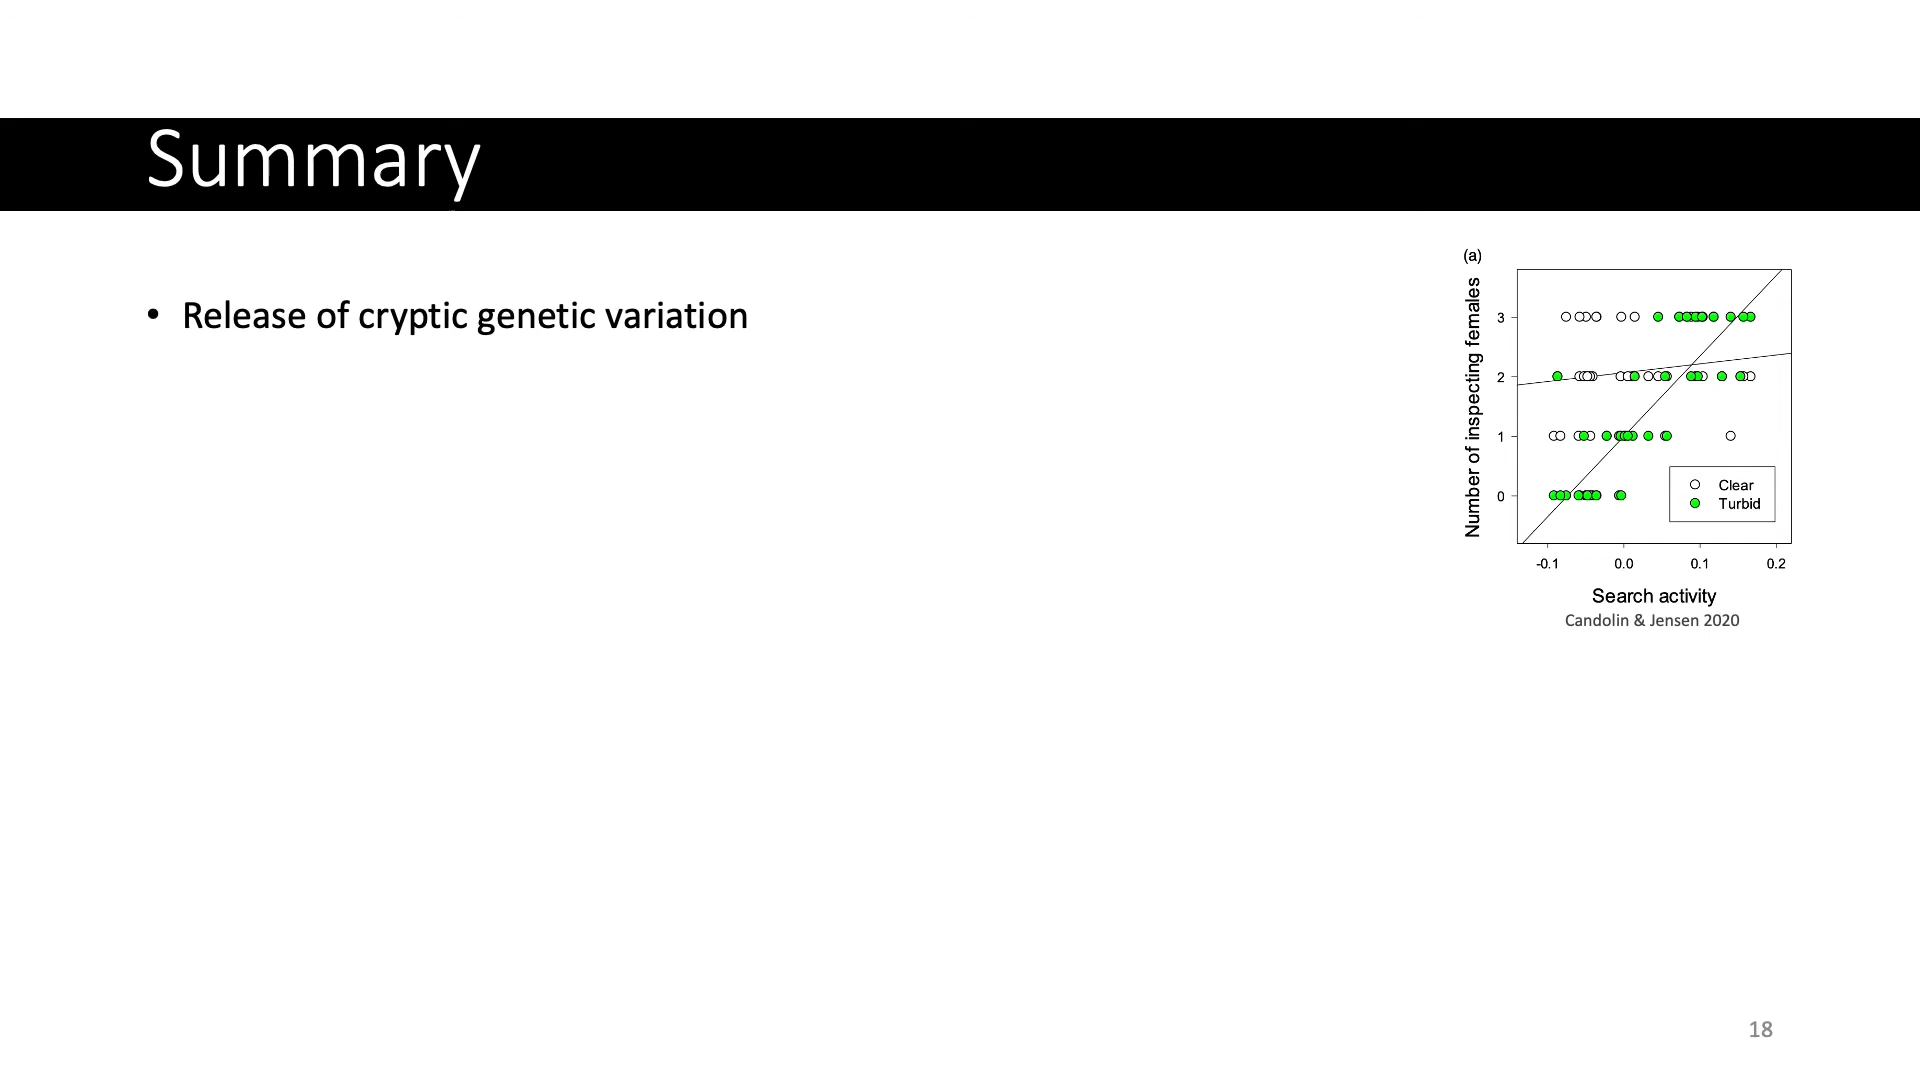 Summary
• Release of cryptic genetic variation
(a)
Number of inspecting females
3
2
1
0
Clear
Turbid
-0.1 0.0 0.1 0.2
Search activity
Candolin & Jensen 2020
18